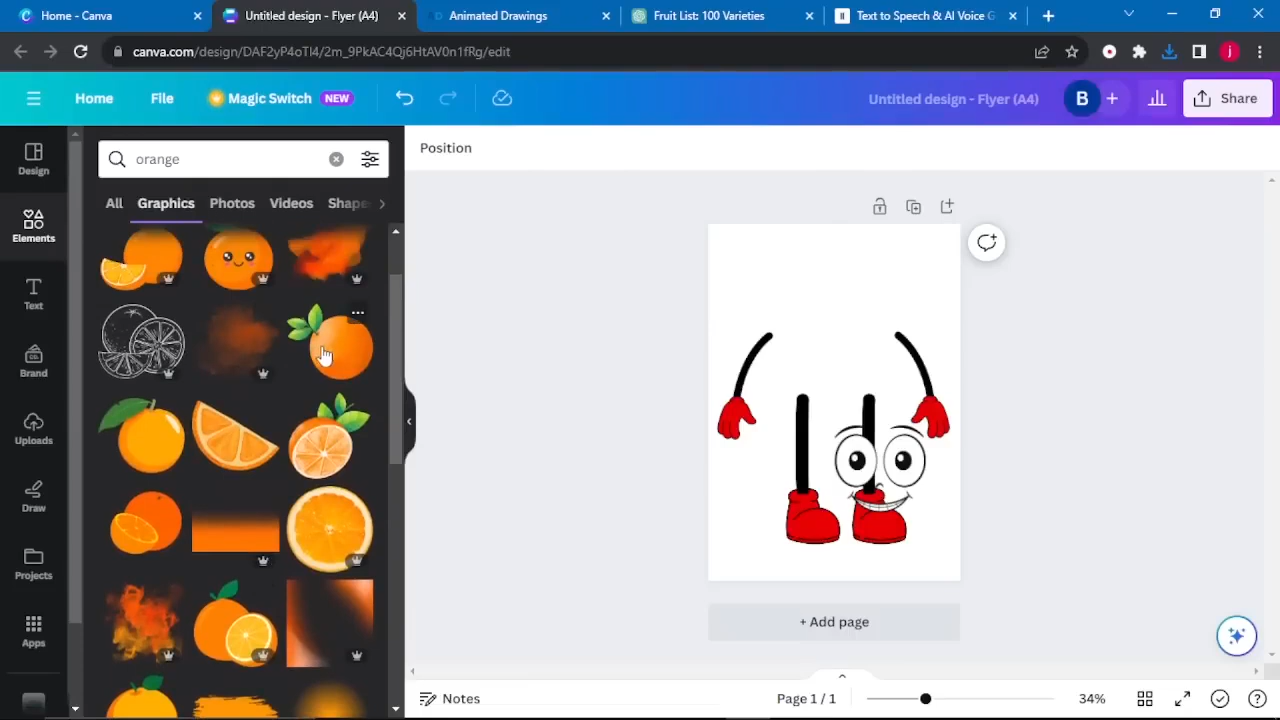 Home - Canva
Untitled design - Flyer (A4)
Animated Drawings
Fruit List: 100 Varieties
Text to Speech & AI Voice G
canva.com/design/DAF2yP4oTl4/2m_9PkAC4Qj6HtAV0n1fRg/edit
j
Home
File
Magic Switch
NEW
Untitled design - Flyer (A4)
B
Share
Design
Elements
Text
Brand
Uploads
Draw
Projects
Apps
orange
All
Graphics
Photos
Videos
Shape
Position
+ Add page
Notes
Page 1 / 1
34%